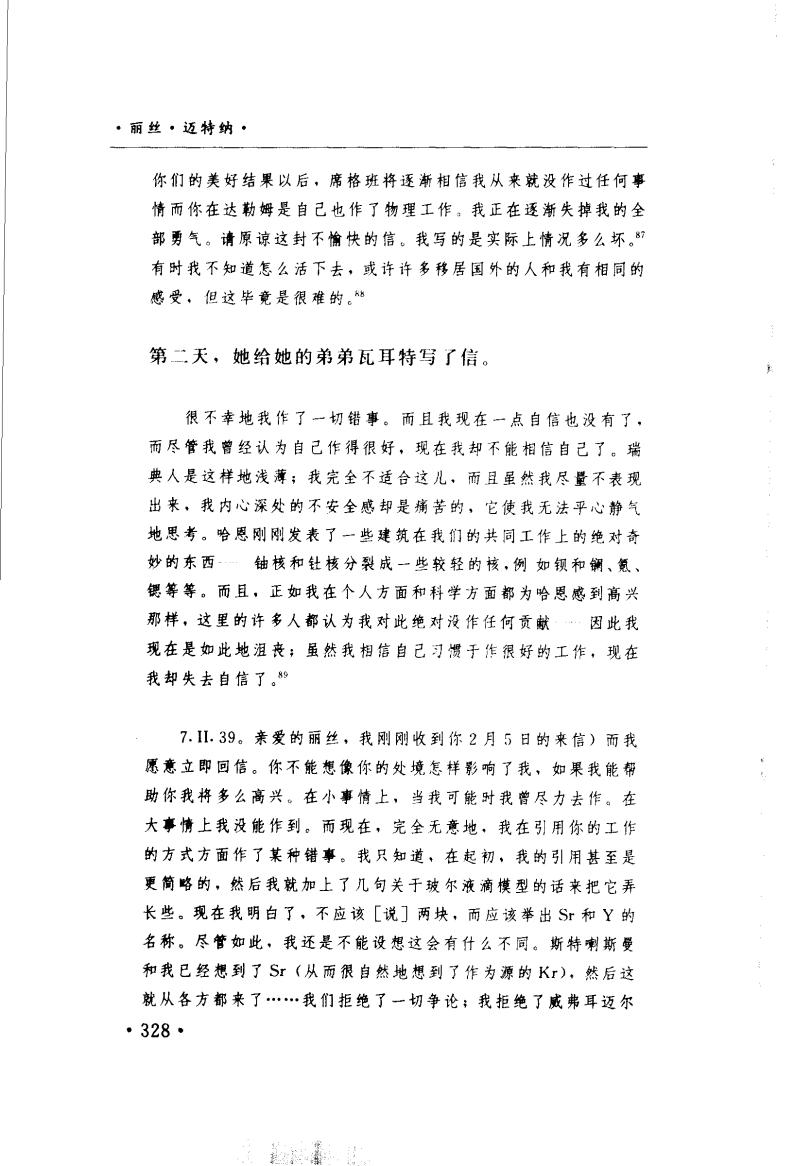 ·丽丝·迈特纳·
你们的美好结果以后，席格班将逐渐相信我从来就没作过任何事
情而你在达勒姆是自己也作了物理工作。我正在逐渐失掉我的全
部勇气。请原谅这封不愉快的信。我写的是实际上情况多么坏。87
有时我不知道怎么活下去，或许许多移居国外的人和我有相同的
感受，但这毕竟是很难的。88
第二天，她给她的弟弟瓦耳特写了信。
很不幸地我作了一切错事。而且我现在一点自信也没有了，
而尽管我曾经认为自己作得很好，现在我却不能相信自己了。瑞
典人是这样地浅薄；我完全不适合这儿，而且虽然我尽量不表现
出来，我内心深处的不安全感却是痛苦的，它使我无法平心静气
地思考。哈恩刚刚发表了一些建筑在我们的共同工作上的绝对奇
妙的东西……铀核和钍核分裂成一些较轻的核，例如钡和镧、氪、
锶等等。而且，正如我在个人方面和科学方面都为哈恩感到高兴
那样，这里的许多人都认为我对此绝对没作任何贡献……因此我
现在是如此地沮丧；虽然我相信自己习惯于作很好的工作，现在
我却失去自信了。89
7.II.39。亲爱的丽丝，我刚刚收到你2月5日的来信）而我
愿意立即回信。你不能想像你的处境怎样影响了我，如果我能帮
助你我将多么高兴。在小事情上，当我可能时我曾尽力去作。在
大事情上我没能作到。而现在，完全无意地，我在引用你的工作
的方式方面作了某种错事。我只知道，在起初，我的引用甚至是
更简略的，然后我就加上了几句关于玻尔液滴模型的话来把它弄
长些。现在我明白了，不应该［说］两块，而应该举出 Sr 和 Y 的
名称。尽管如此，我还是不能设想这会有什么不同。斯特喇斯曼
和我已经想到了 Sr（从而很自然地想到了作为源的 Kr），然后这
就从各方都来了……我们拒绝了一切争论；我拒绝了威弗耳迈尔
·328·